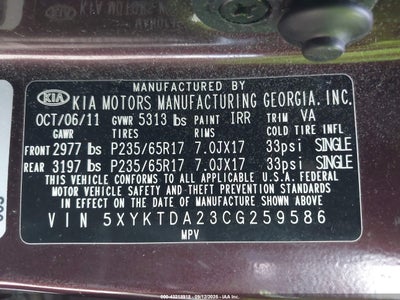 MANUFACTURED BY
KIA KIA MOTORS MANUFACTURING GEORGIA, INC.
OCT/06/11 GVWR 5313 lbs PAINT IRR TRIM VA
GAWR TIRES RIMS COLD TIRE INFL
FRONT 2977 lbs P235/65R17 7.0JX17 33psi SINGLE
REAR 3197 lbs P235/65R17 7.0JX17 33psi SINGLE
THIS VEHICLE CONFORMS TO ALL APPLICABLE U.S.A. FEDERAL
MOTOR VEHICLE SAFETY AND THEFT PREVENTION STANDARDS
IN EFFECT ON THE DATE OF MANUFACTURE SHOWN ABOVE.
VIN 5XYKTDA23CG259586
MPV